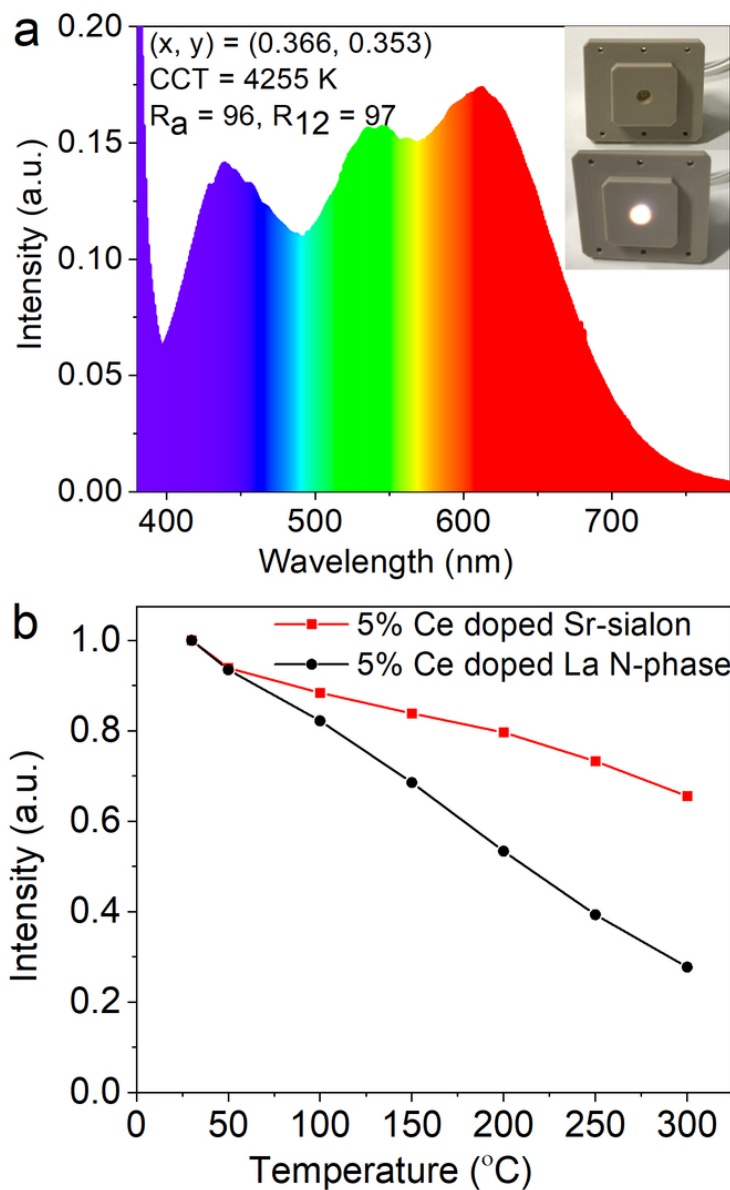 a
(x, y) = (0.366, 0.353)
CCT = 4255 K
Ra = 96, R12 = 97
Intensity (a.u.)
0.20
0.15
0.10
0.05
0.00
400 500 600 700
Wavelength (nm)
b
5% Ce doped Sr-sialon
5% Ce doped La N-phase
Intensity (a.u.)
1.0
0.8
0.6
0.4
0.2
0.0
0 50 100 150 200 250 300
Temperature (°C)